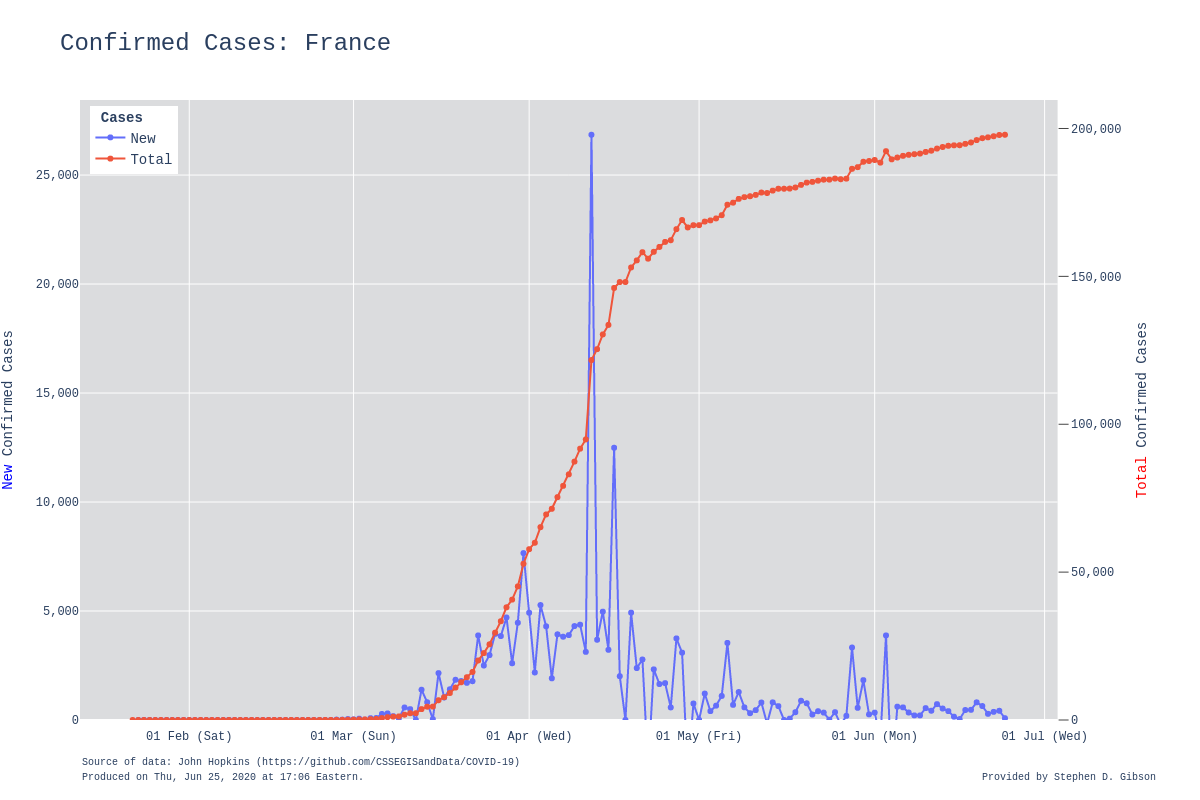 Confirmed Cases: France
Cases
New
Total
25,000
20,000
15,000
10,000
5,000
0
New Confirmed Cases
200,000
150,000
100,000
50,000
0
Total Confirmed Cases
01 Feb (Sat)
01 Mar (Sun)
01 Apr (Wed)
01 May (Fri)
01 Jun (Mon)
01 Jul (Wed)
Source of data: John Hopkins (https://github.com/CSSEGISandData/COVID-19)
Produced on Thu, Jun 25, 2020 at 17:06 Eastern.
Provided by Stephen D. Gibson